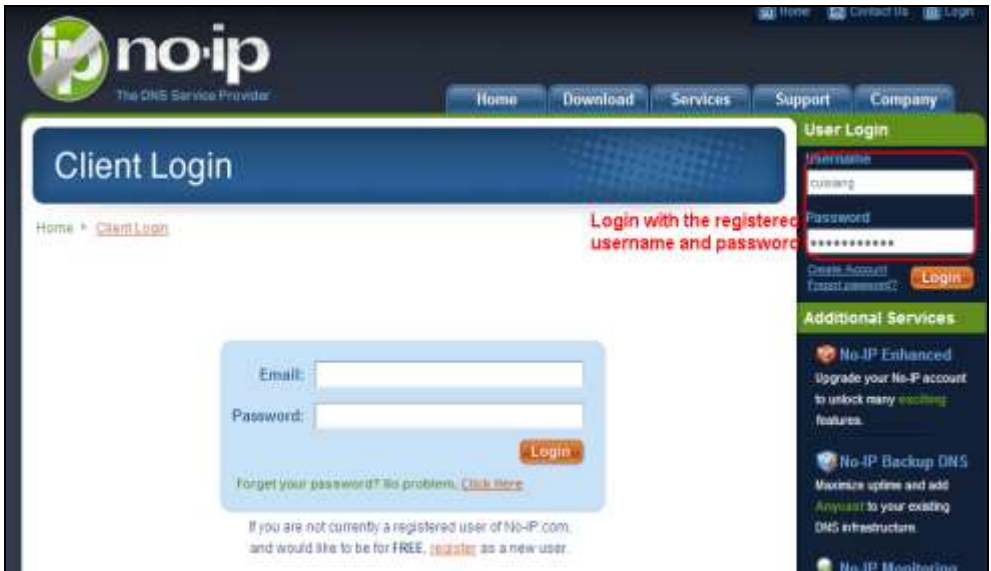 Home Contact Us Login
ip no·ip
The DNS Service Provider
Home Download Services Support Company
User Login
Client Login
Username
Home Client Login
Login with the registered
username and password
Password
•••••••••••
Create Account
Forgot password?
Login
Additional Services
No-IP Enhanced
Upgrade your No-IP account
to unlock many exciting
features.
Email:
Password:
Login
Forget your password? No problem, Click Here
No-IP Backup DNS
Maximize uptime and add
Anycast to your existing
DNS infrastructure.
If you are not currently a registered user of No-IP.com,
and would like to be for FREE, register as a new user.
No-IP Monitoring